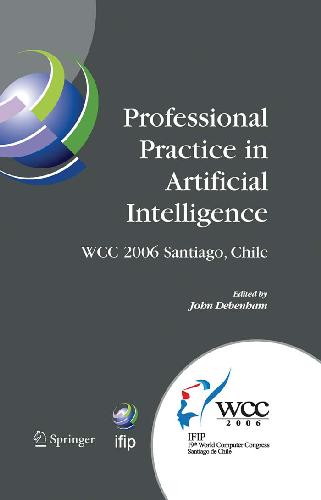 Professional
Practice in
Artificial
Intelligence
WCC 2006 Santiago, Chile
Edited by
John Debenham
Springer
ifip
WCC
2006
IFIP
19th World Computer Congress
Santiago de Chile